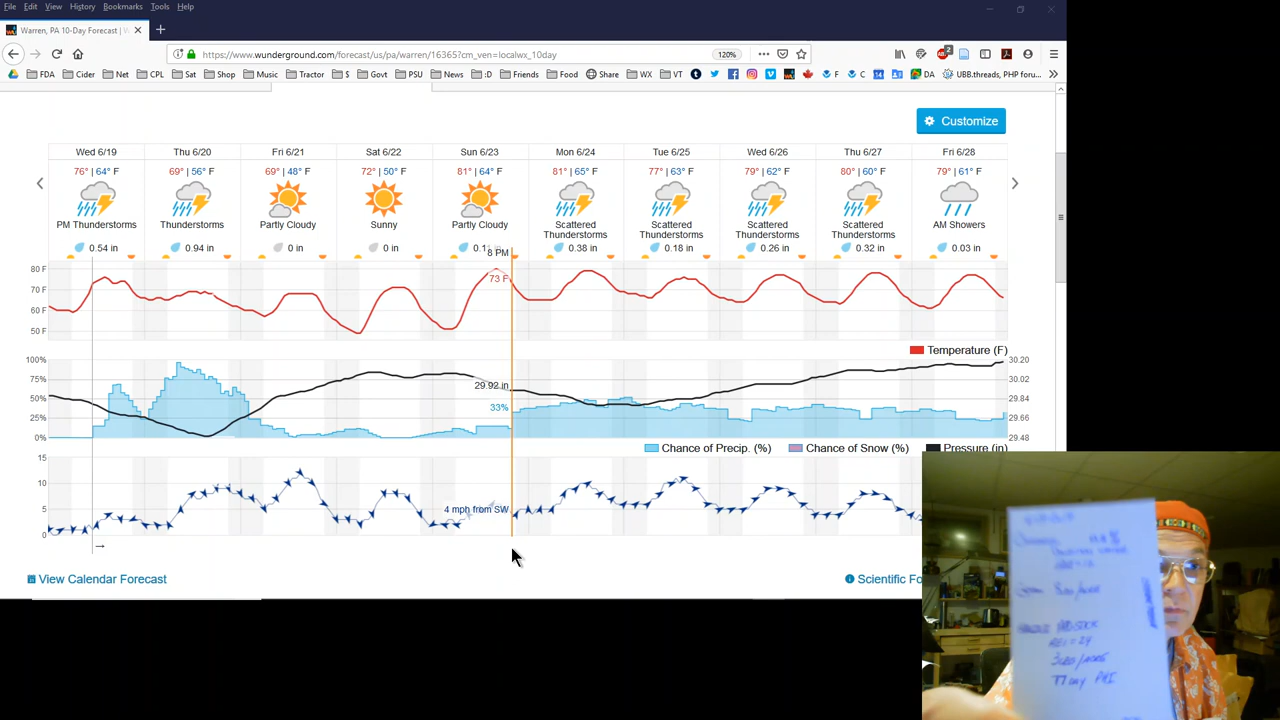 File Edit View History Bookmarks Tools Help
Warren, PA 10-Day Forecast | W
https://www.wunderground.com/forecast/us/pa/warren/16365?cm_ven=localwx_10day
120%
2
FDA Cider Net CPL Sat Shop Music Tractor $ Govt PSU News :D Friends Food Share WX VT F C 14 DA UBB.threads, PHP foru...
Customize
Wed 6/19 Thu 6/20 Fri 6/21 Sat 6/22 Sun 6/23 Mon 6/24 Tue 6/25 Wed 6/26 Thu 6/27 Fri 6/28
76° | 64° F 69° | 56° F 69° | 48° F 72° | 50° F 81° | 64° F 81° | 65° F 77° | 63° F 79° | 62° F 80° | 60° F 79° | 61° F
PM Thunderstorms Thunderstorms Partly Cloudy Sunny Partly Cloudy Scattered Thunderstorms Scattered Thunderstorms Scattered Thunderstorms Scattered Thunderstorms AM Showers
0.54 in 0.94 in 0 in 0 in 0.38 in 0.18 in 0.26 in 0.32 in 0.03 in
8 PM
80 F
73 F
70 F
60 F
50 F
Temperature (F)
100% 30.20
75% 30.02
29.92 in
50% 29.84
33%
25% 29.66
0% 29.48
Chance of Precip. (%) Chance of Snow (%) Pressure (in)
15
10
5
4 mph from SW
0
View Calendar Forecast Scientific Fo
REI = 24
77 day PHI